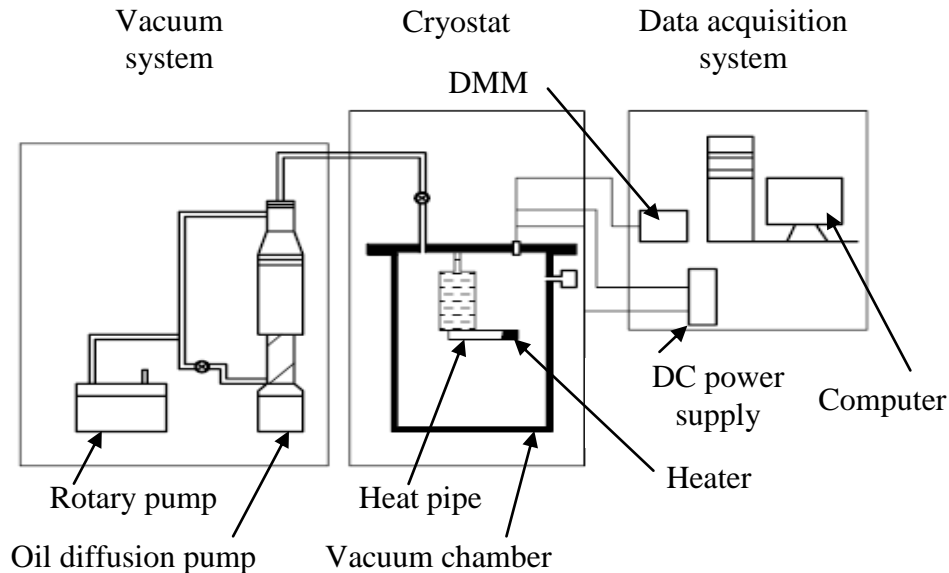 Vacuum
system
Cryostat
Data acquisition
system
DMM
DC power
supply
Computer
Rotary pump
Heat pipe
Heater
Oil diffusion pump
Vacuum chamber